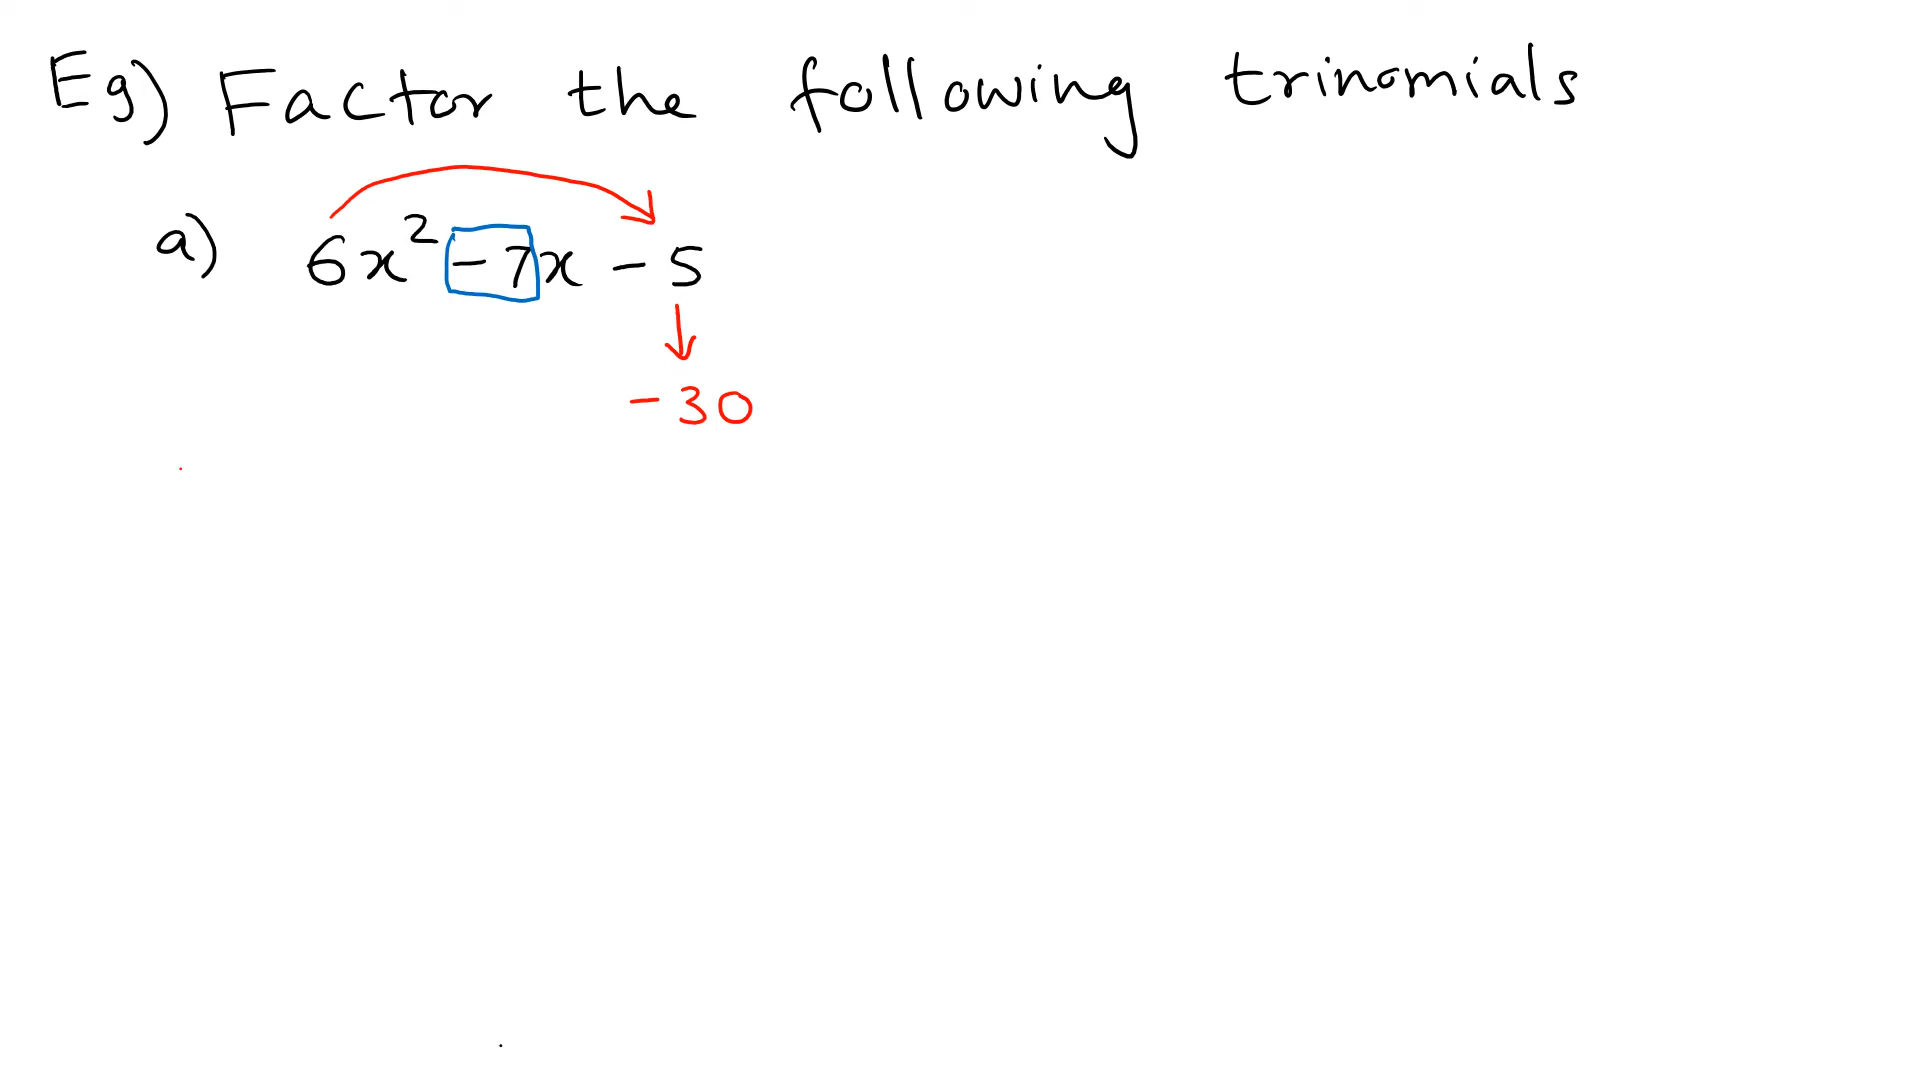 Eg) Factor the following trinomials
a) 6x² - 7x - 5
- 30